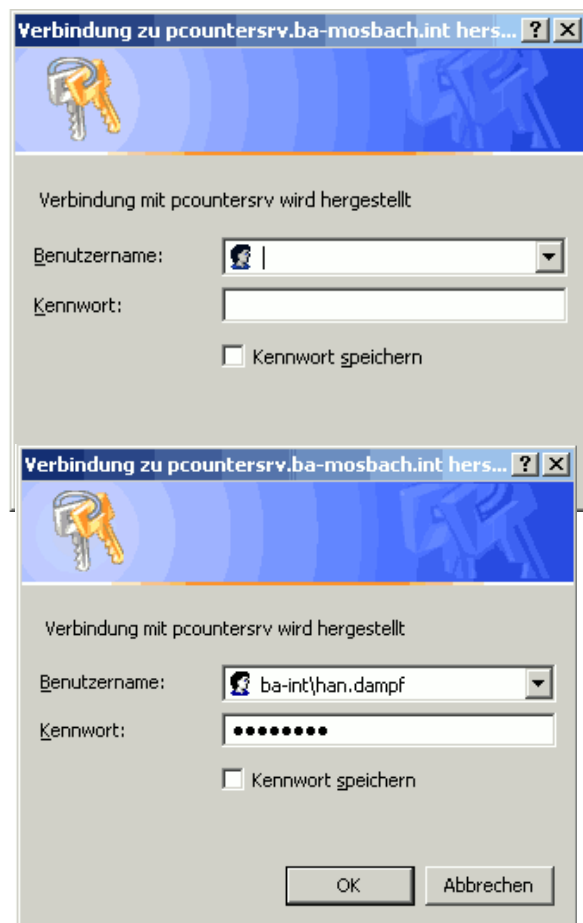 Verbindung zu pcountersrv.ba-mosbach.int hers...
Verbindung mit pcountersrv wird hergestellt
Benutzername:
Kennwort:
Kennwort speichern
Verbindung zu pcountersrv.ba-mosbach.int hers...
Verbindung mit pcountersrv wird hergestellt
Benutzername: ba-int\han.dampf
Kennwort: ●●●●●●●●
Kennwort speichern
OK Abbrechen